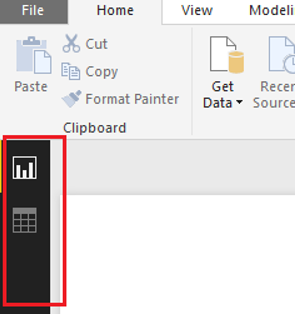 File Home View Modeli
Cut
Copy
Format Painter
Paste
Clipboard
Get Data
Recen
Source